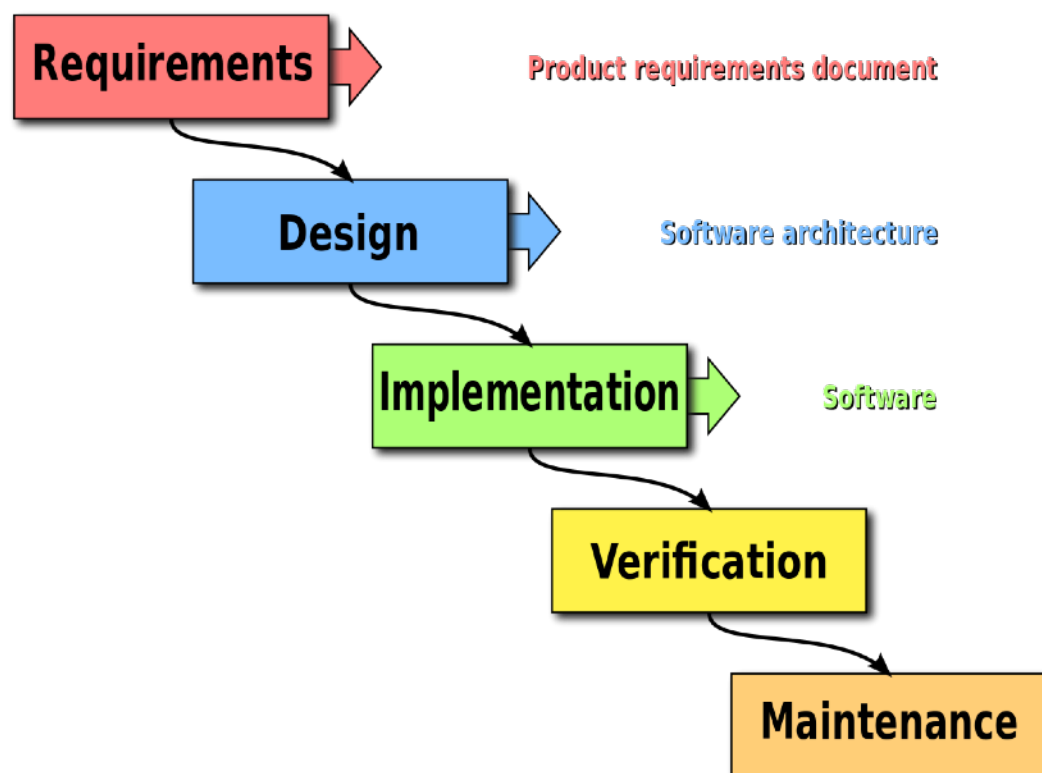 Requirements
Product requirements document
Design
Software architecture
Implementation
Software
Verification
Maintenance